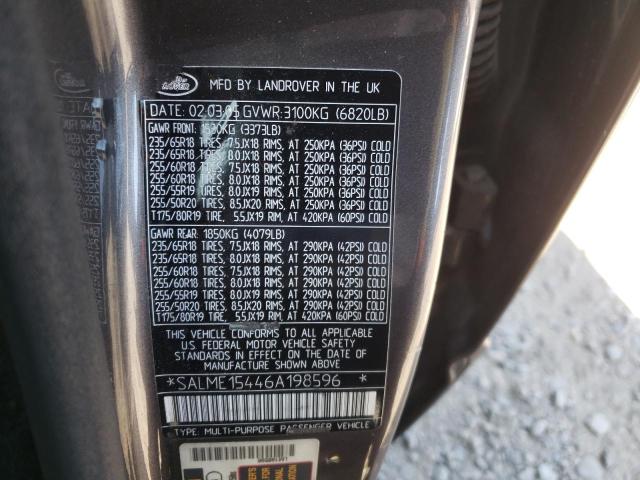 LAND ROVER
MFD BY LANDROVER IN THE UK
DATE: 02.03.05 GVWR:3100KG (6820LB)
GAWR FRONT: 1530KG (3373LB)
235/65R18 TIRES, 7.5JX18 RIMS, AT 250KPA (36PSI) COLD
235/65R18 TIRES, 8.0JX18 RIMS, AT 250KPA (36PSI) COLD
255/60R18 TIRES, 7.5JX18 RIMS, AT 250KPA (36PSI) COLD
255/60R18 TIRES, 8.0JX18 RIMS, AT 250KPA (36PSI) COLD
255/55R19 TIRES, 8.0JX19 RIMS, AT 250KPA (36PSI) COLD
255/50R20 TIRES, 8.5JX20 RIMS, AT 250KPA (36PSI) COLD
T175/80R19 TIRE, 5.5JX19 RIM, AT 420KPA (60PSI) COLD
GAWR REAR: 1850KG (4079LB)
235/65R18 TIRES, 7.5JX18 RIMS, AT 290KPA (42PSI) COLD
235/65R18 TIRES, 8.0JX18 RIMS, AT 290KPA (42PSI) COLD
255/60R18 TIRES, 7.5JX18 RIMS, AT 290KPA (42PSI) COLD
255/60R18 TIRES, 8.0JX18 RIMS, AT 290KPA (42PSI) COLD
255/55R19 TIRES, 8.0JX19 RIMS, AT 290KPA (42PSI) COLD
255/50R20 TIRES, 8.5JX20 RIMS, AT 290KPA (42PSI) COLD
T175/80R19 TIRE, 5.5JX19 RIM, AT 420KPA (60PSI) COLD
THIS VEHICLE CONFORMS TO ALL APPLICABLE
U.S. FEDERAL MOTOR VEHICLE SAFETY
STANDARDS IN EFFECT ON THE DATE OF
MANUFACTURE SHOWN ABOVE
*SALME15446A198596 *
TYPE: MULTI-PURPOSE PASSENGER VEHICLE